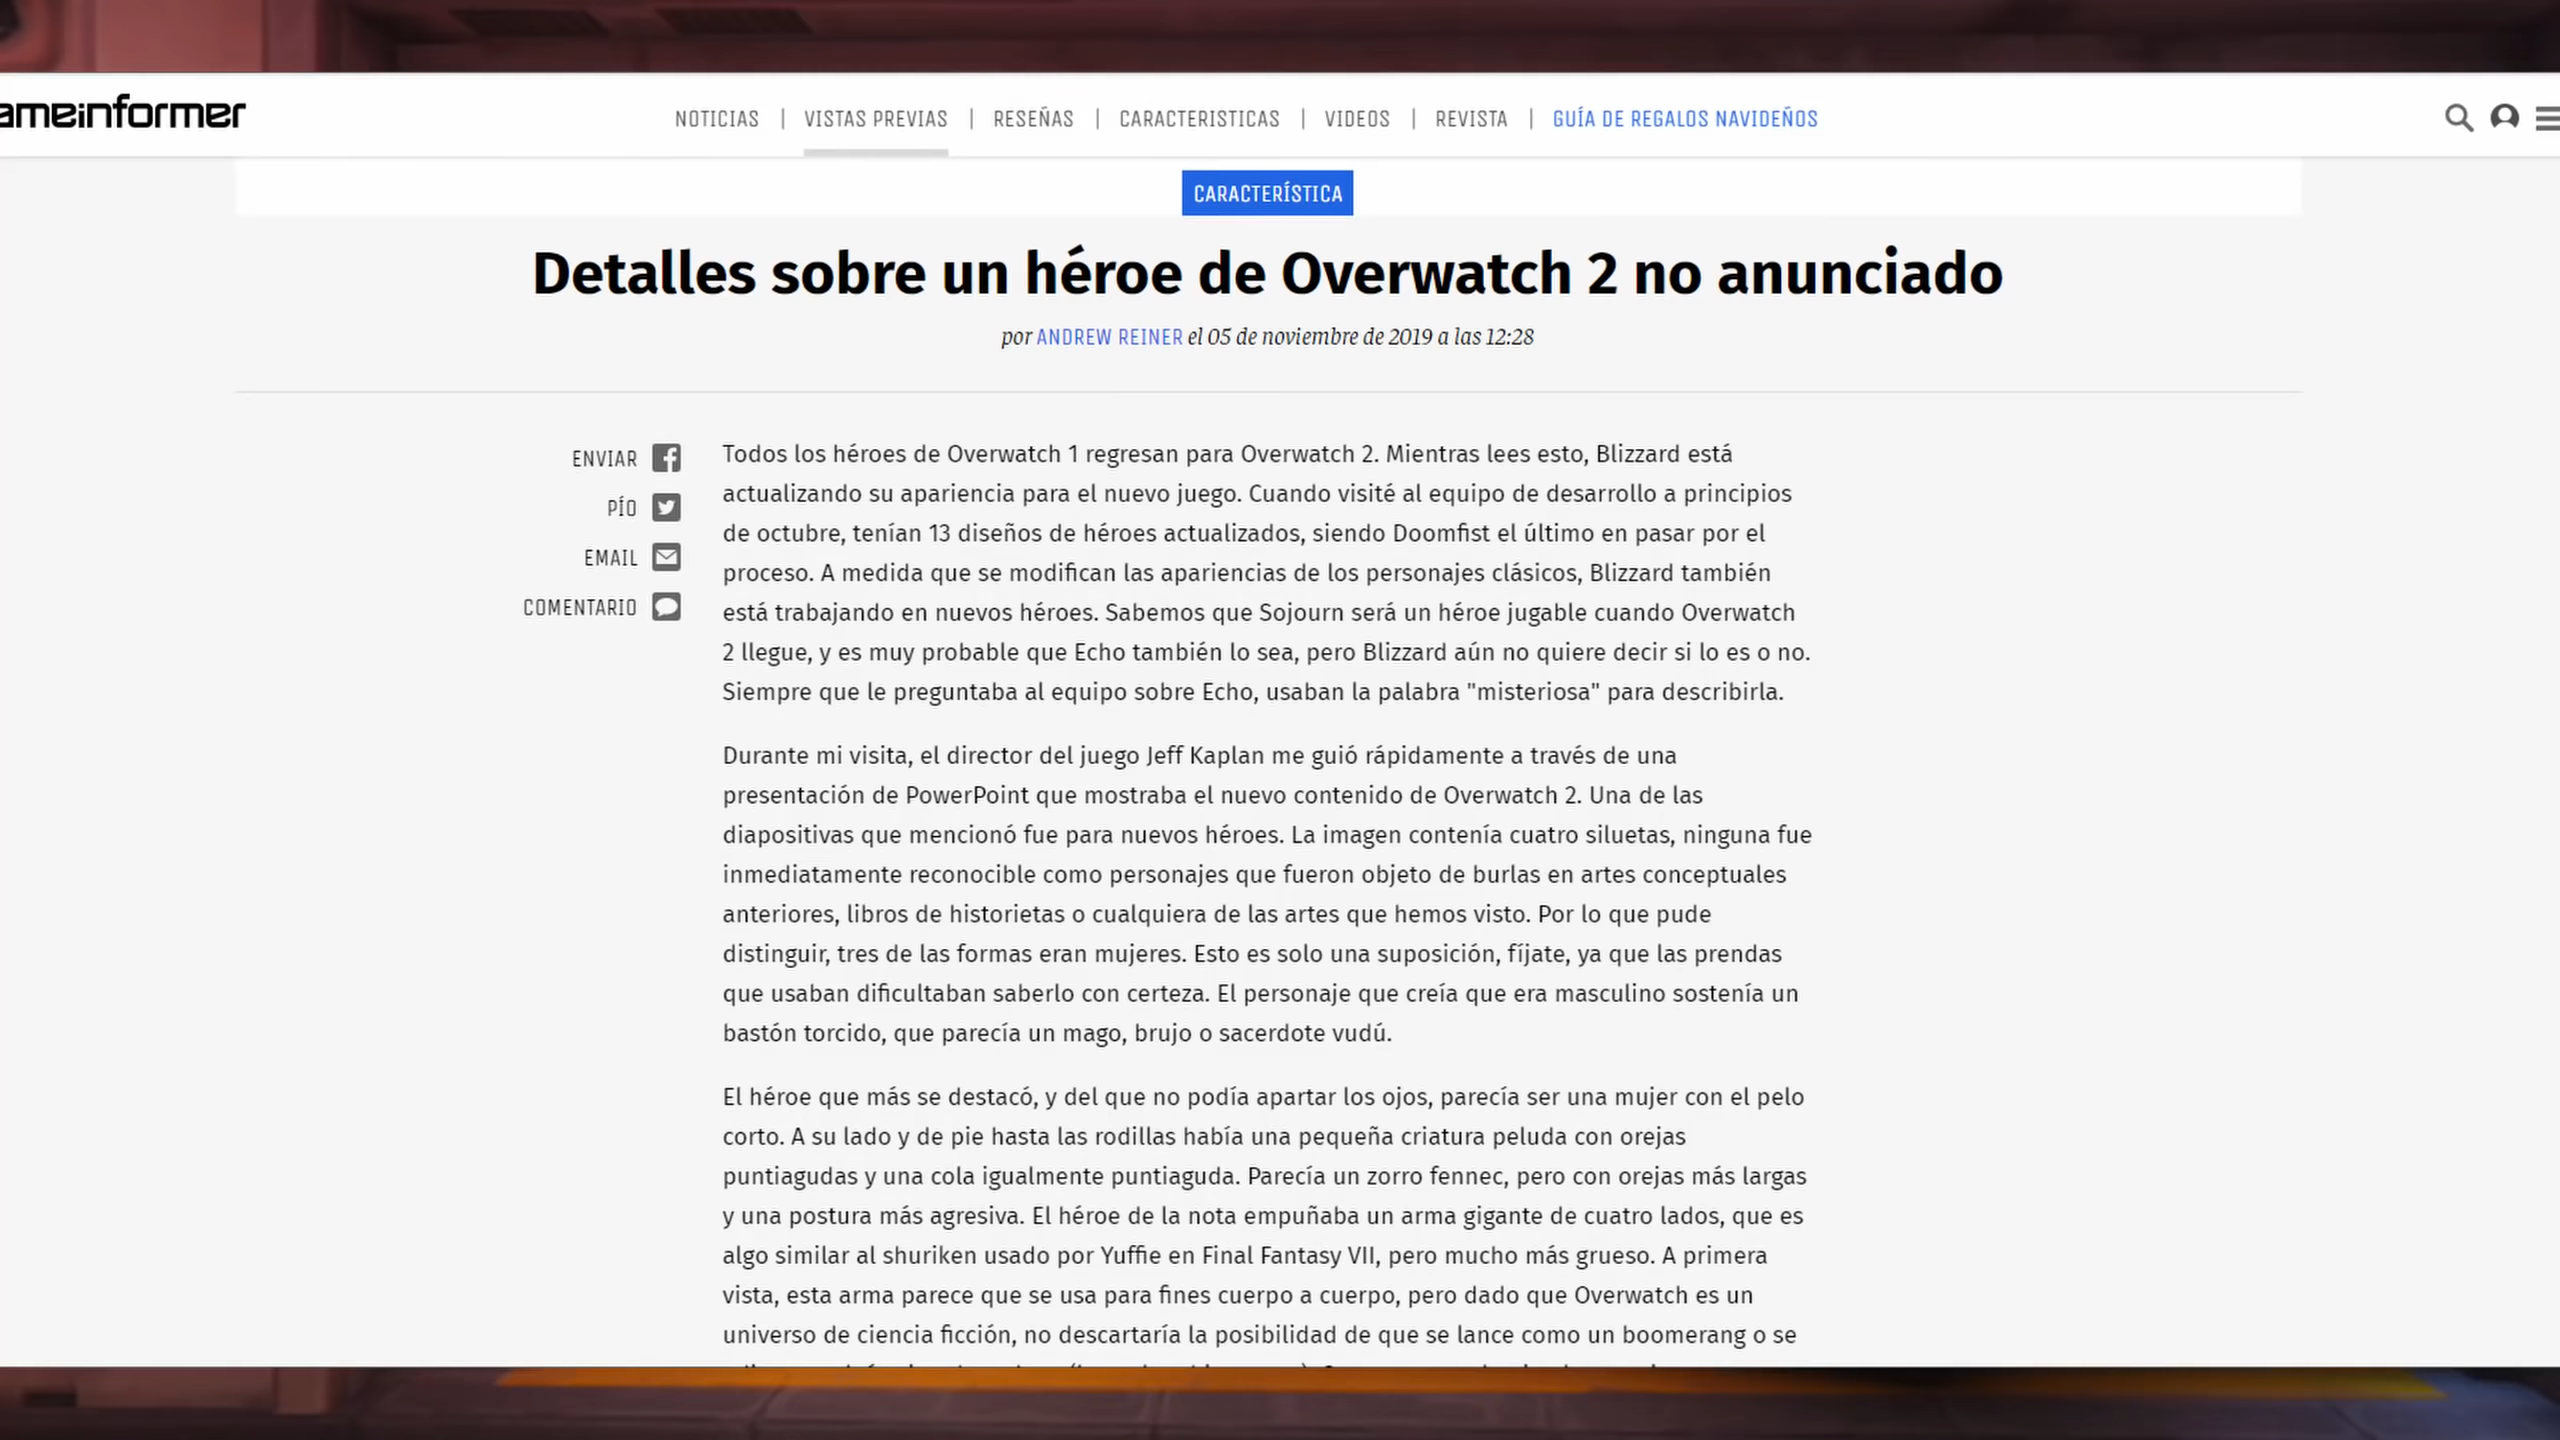 ameinformer
NOTICIAS | VISTAS PREVIAS | RESEÑAS | CARACTERISTICAS | VIDEOS | REVISTA | GUÍA DE REGALOS NAVIDEÑOS
CARACTERÍSTICA
Detalles sobre un héroe de Overwatch 2 no anunciado
por ANDREW REINER el 05 de noviembre de 2019 a las 12:28
ENVIAR
PÍO
EMAIL
COMENTARIO
Todos los héroes de Overwatch 1 regresan para Overwatch 2. Mientras lees esto, Blizzard está
actualizando su apariencia para el nuevo juego. Cuando visité al equipo de desarrollo a principios
de octubre, tenían 13 diseños de héroes actualizados, siendo Doomfist el último en pasar por el
proceso. A medida que se modifican las apariencias de los personajes clásicos, Blizzard también
está trabajando en nuevos héroes. Sabemos que Sojourn será un héroe jugable cuando Overwatch
2 llegue, y es muy probable que Echo también lo sea, pero Blizzard aún no quiere decir si lo es o no.
Siempre que le preguntaba al equipo sobre Echo, usaban la palabra "misteriosa" para describirla.
Durante mi visita, el director del juego Jeff Kaplan me guió rápidamente a través de una
presentación de PowerPoint que mostraba el nuevo contenido de Overwatch 2. Una de las
diapositivas que mencionó fue para nuevos héroes. La imagen contenía cuatro siluetas, ninguna fue
inmediatamente reconocible como personajes que fueron objeto de burlas en artes conceptuales
anteriores, libros de historietas o cualquiera de las artes que hemos visto. Por lo que pude
distinguir, tres de las formas eran mujeres. Esto es solo una suposición, fíjate, ya que las prendas
que usaban dificultaban saberlo con certeza. El personaje que creía que era masculino sostenía un
bastón torcido, que parecía un mago, brujo o sacerdote vudú.
El héroe que más se destacó, y del que no podía apartar los ojos, parecía ser una mujer con el pelo
corto. A su lado y de pie hasta las rodillas había una pequeña criatura peluda con orejas
puntiagudas y una cola igualmente puntiaguda. Parecía un zorro fennec, pero con orejas más largas
y una postura más agresiva. El héroe de la nota empuñaba un arma gigante de cuatro lados, que es
algo similar al shuriken usado por Yuffie en Final Fantasy VII, pero mucho más grueso. A primera
vista, esta arma parece que se usa para fines cuerpo a cuerpo, pero dado que Overwatch es un
universo de ciencia ficción, no descartaría la posibilidad de que se lance como un boomerang o se